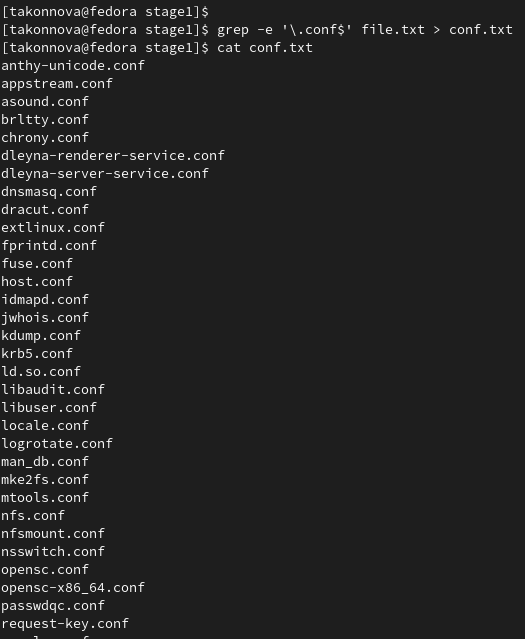 [takonnova@fedora stage1]$
[takonnova@fedora stage1]$ grep -e '\.conf$' file.txt > conf.txt
[takonnova@fedora stage1]$ cat conf.txt
anthy-unicode.conf
appstream.conf
asound.conf
brltty.conf
chrony.conf
dleyna-renderer-service.conf
dleyna-server-service.conf
dnsmasq.conf
dracut.conf
extlinux.conf
fprintd.conf
fuse.conf
host.conf
idmapd.conf
jwhois.conf
kdump.conf
krb5.conf
ld.so.conf
libaudit.conf
libuser.conf
locale.conf
logrotate.conf
man_db.conf
mke2fs.conf
mtools.conf
nfs.conf
nfsmount.conf
nsswitch.conf
opensc.conf
opensc-x86_64.conf
passwdqc.conf
request-key.conf